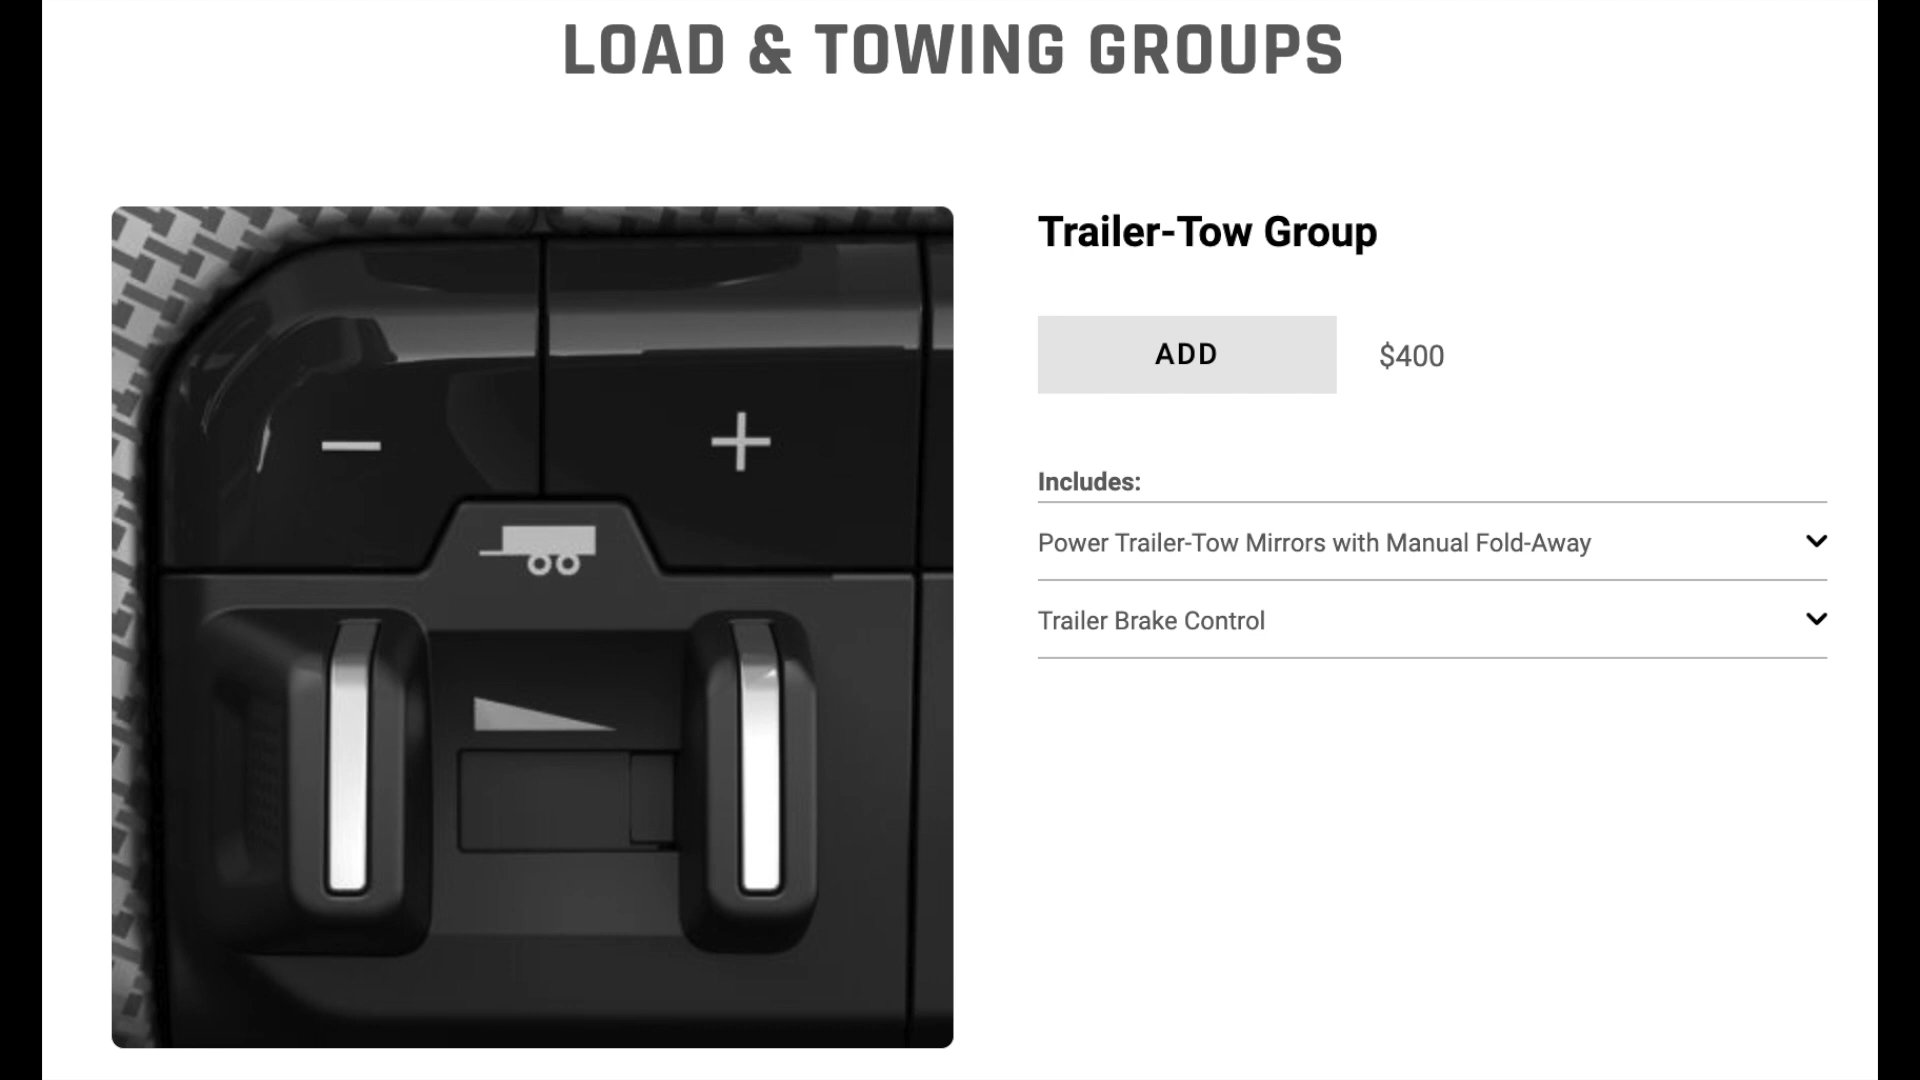 LOAD & TOWING GROUPS
Trailer-Tow Group
ADD
$400
Includes:
Power Trailer-Tow Mirrors with Manual Fold-Away
Trailer Brake Control